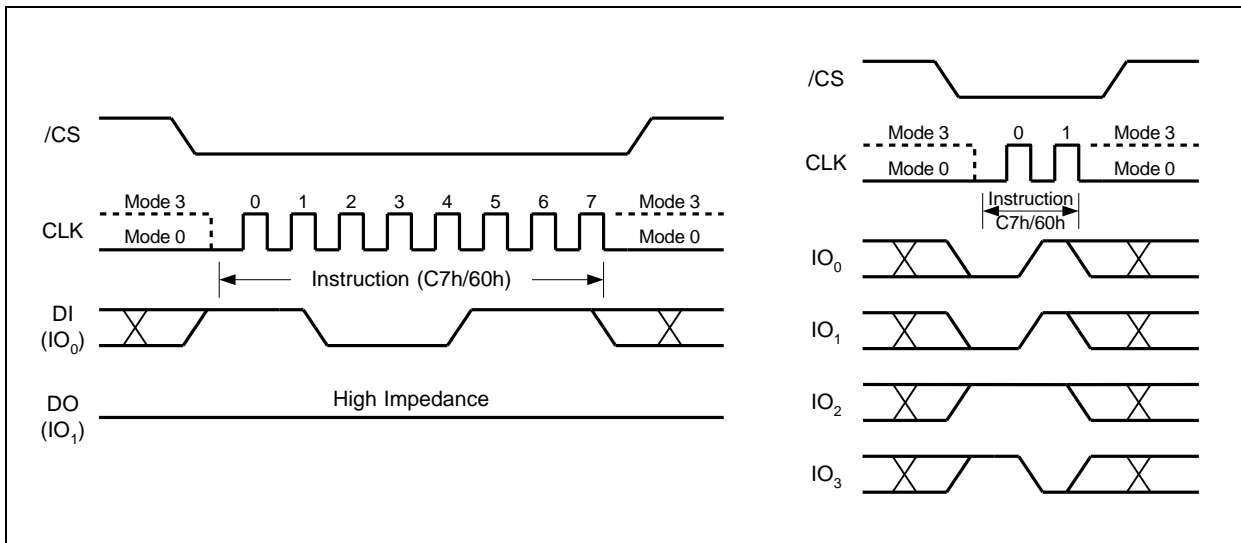 /CS
Mode 3 0 1 2 3 4 5 6 7 Mode 3
CLK Mode 0 Mode 0
Instruction (C7h/60h)
DI
(IO0)
High Impedance
DO
(IO1)
/CS
Mode 3 0 1 Mode 3
CLK Mode 0 Mode 0
Instruction
C7h/60h
IO0
IO1
IO2
IO3